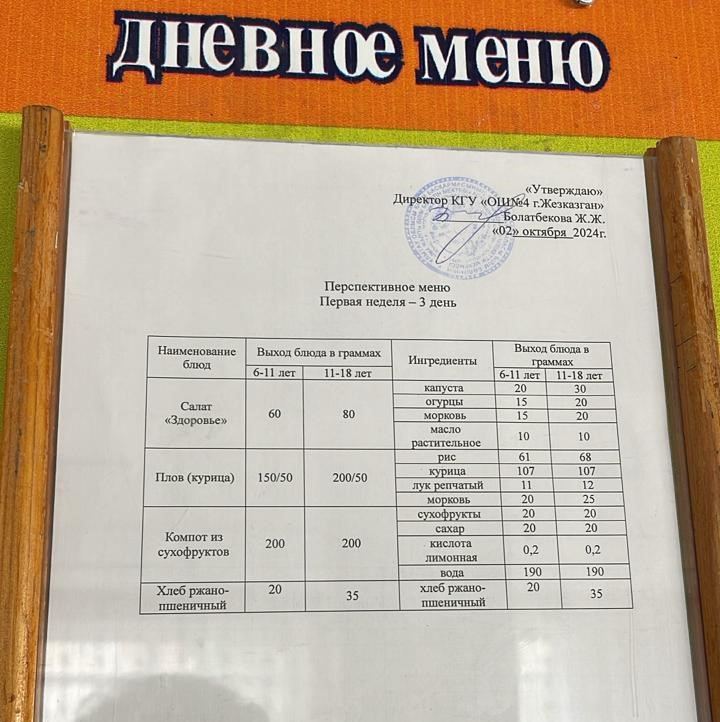 дневное меню
«Утверждаю»
Директор КГУ «ОШ№4 г.Жезказган»
Болатбекова Ж.Ж.
«02» октября 2024г.
Перспективное меню
Первая неделя – 3 день
Наименование блюд Выход блюда в граммах Ингредиенты Выход блюда в граммах
6-11 лет 11-18 лет 6-11 лет 11-18 лет
Салат «Здоровье» 60 80 капуста 20 30
огурцы 15 20
морковь 15 20
масло растительное 10 10
Плов (курица) 150/50 200/50 рис 61 68
курица 107 107
лук репчатый 11 12
морковь 20 25
Компот из сухофруктов 200 200 сухофрукты 20 20
сахар 20 20
кислота лимонная 0,2 0,2
вода 190 190
Хлеб ржано-пшеничный 20 35 хлеб ржано-пшеничный 20 35